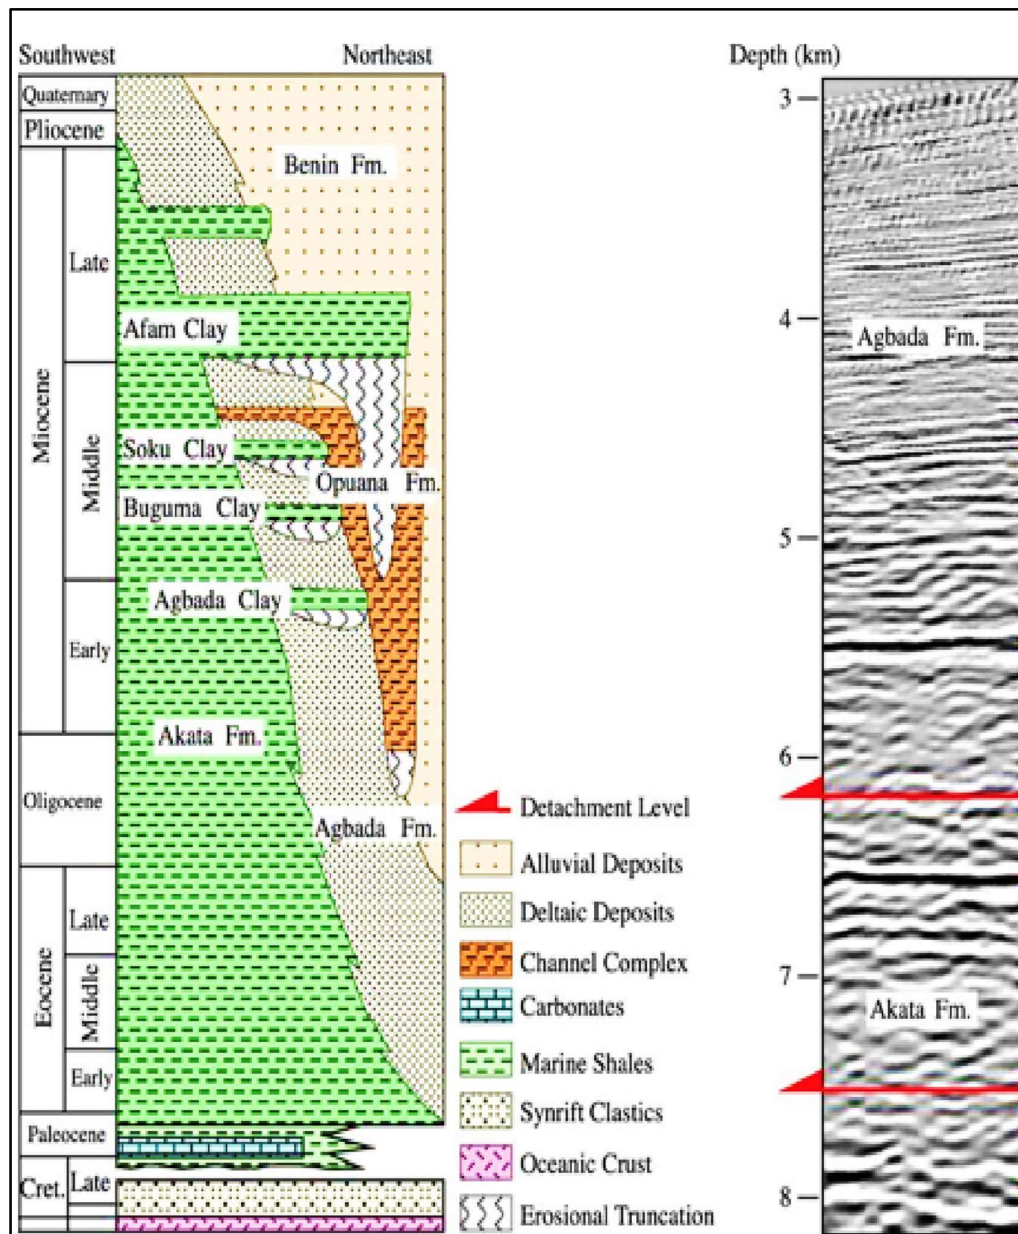 Southwest
Northeast
Depth (km)
Quaternary
Pliocene
Miocene
Late
Middle
Early
Oligocene
Eocene
Late
Middle
Early
Paleocene
Cret.
Late
Benin Fm.
Afam Clay
Soku Clay
Opuana Fm.
Buguma Clay
Agbada Clay
Akata Fm.
Agbada Fm.
Detachment Level
Alluvial Deposits
Deltaic Deposits
Channel Complex
Carbonates
Marine Shales
Synrift Clastics
Oceanic Crust
Erosional Truncation
3
4
Agbada Fm.
5
6
7
Akata Fm.
8